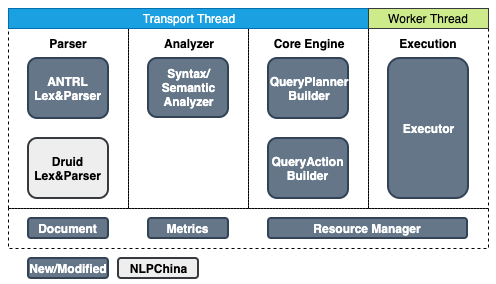 Transport Thread
Worker Thread
Parser
Analyzer
Core Engine
Execution
ANTRL
Lex&Parser
Syntax/
Semantic
Analyzer
QueryPlanner
Builder
Executor
Druid
Lex&Parser
QueryAction
Builder
Document
Metrics
Resource Manager
New/Modified
NLPChina